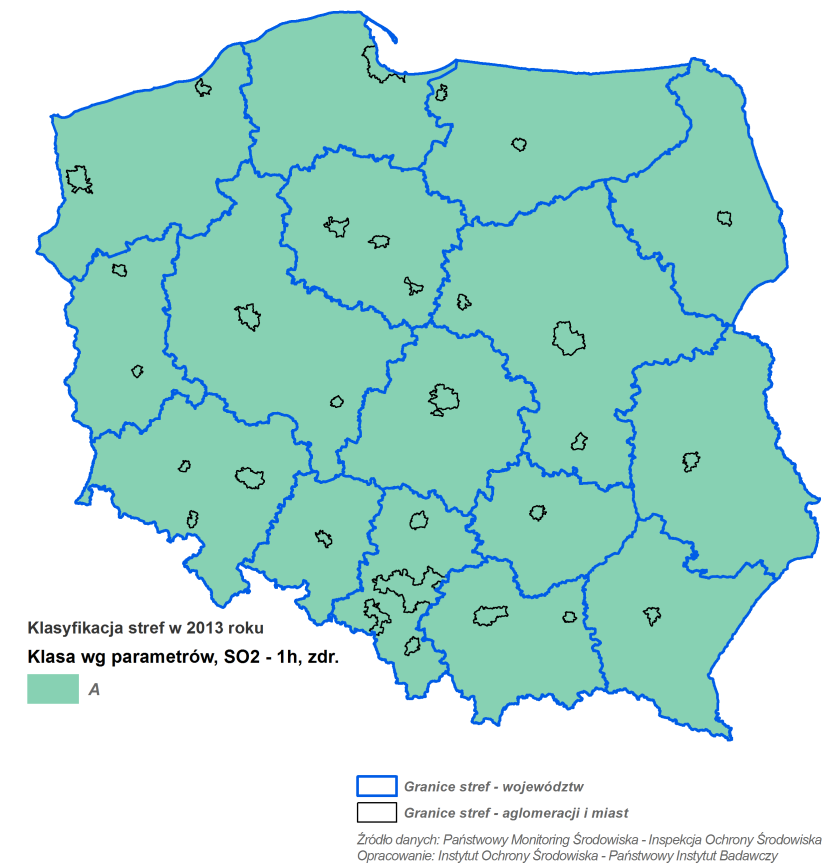 Klasyfikacja stref w 2013 roku
Klasa wg parametrów, SO2 - 1h, zdr.
A
Granice stref - województw
Granice stref - aglomeracji i miast
Źródło danych: Państwowy Monitoring Środowiska - Inspekcja Ochrony Środowiska
Opracowanie: Instytut Ochrony Środowiska - Państwowy Instytut Badawczy